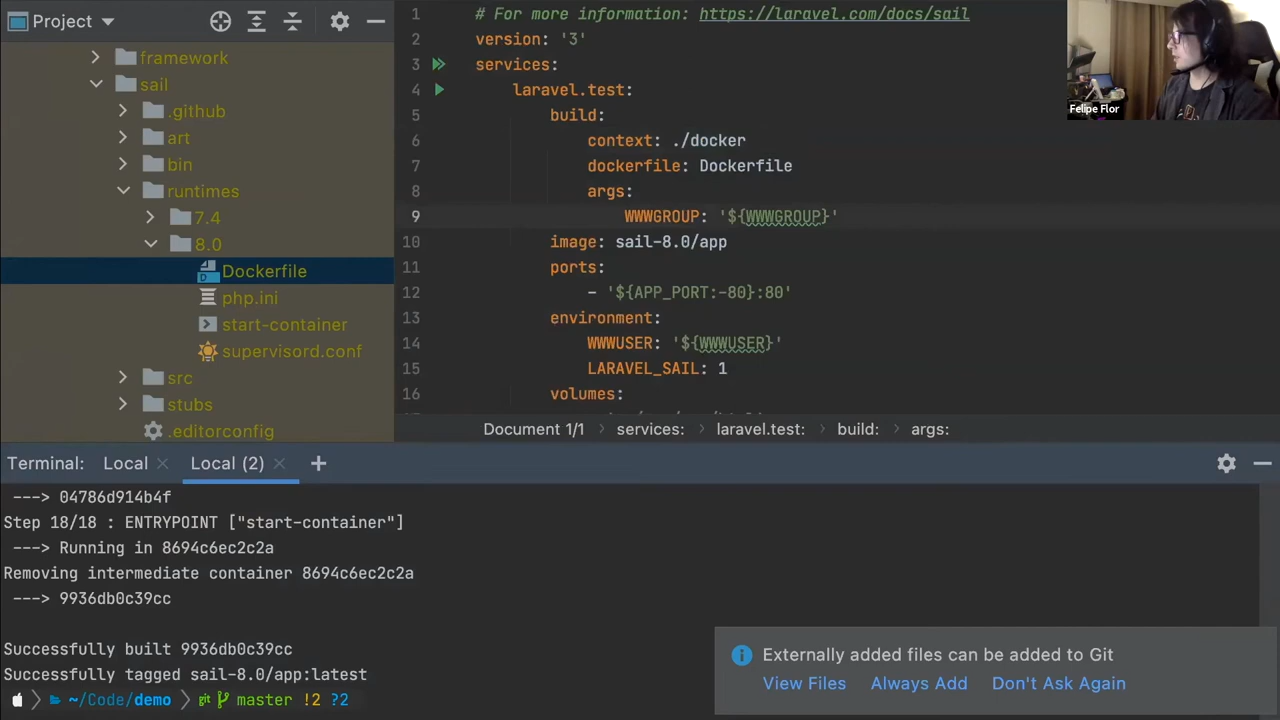 Project
framework
sail
.github
art
bin
runtimes
7.4
8.0
Dockerfile
php.ini
start-container
supervisord.conf
src
stubs
.editorconfig
1 # For more information: https://laravel.com/docs/sail
2 version: '3'
3 services:
4 laravel.test:
5 build:
6 context: ./docker
7 dockerfile: Dockerfile
8 args:
9 WWWGROUP: '${WWWGROUP}'
10 image: sail-8.0/app
11 ports:
12 - '${APP_PORT:-80}:80'
13 environment:
14 WWWUSER: '${WWWUSER}'
15 LARAVEL_SAIL: 1
16 volumes:
Document 1/1 > services: > laravel.test: > build: > args:
Felipe Flor
Terminal: Local × Local (2) × +
---> 04786d914b4f
Step 18/18 : ENTRYPOINT ["start-container"]
---> Running in 8694c6ec2c2a
Removing intermediate container 8694c6ec2c2a
---> 9936db0c39cc
Successfully built 9936db0c39cc
Successfully tagged sail-8.0/app:latest
~/Code/demo git master !2 ?2
Externally added files can be added to Git
View Files Always Add Don't Ask Again